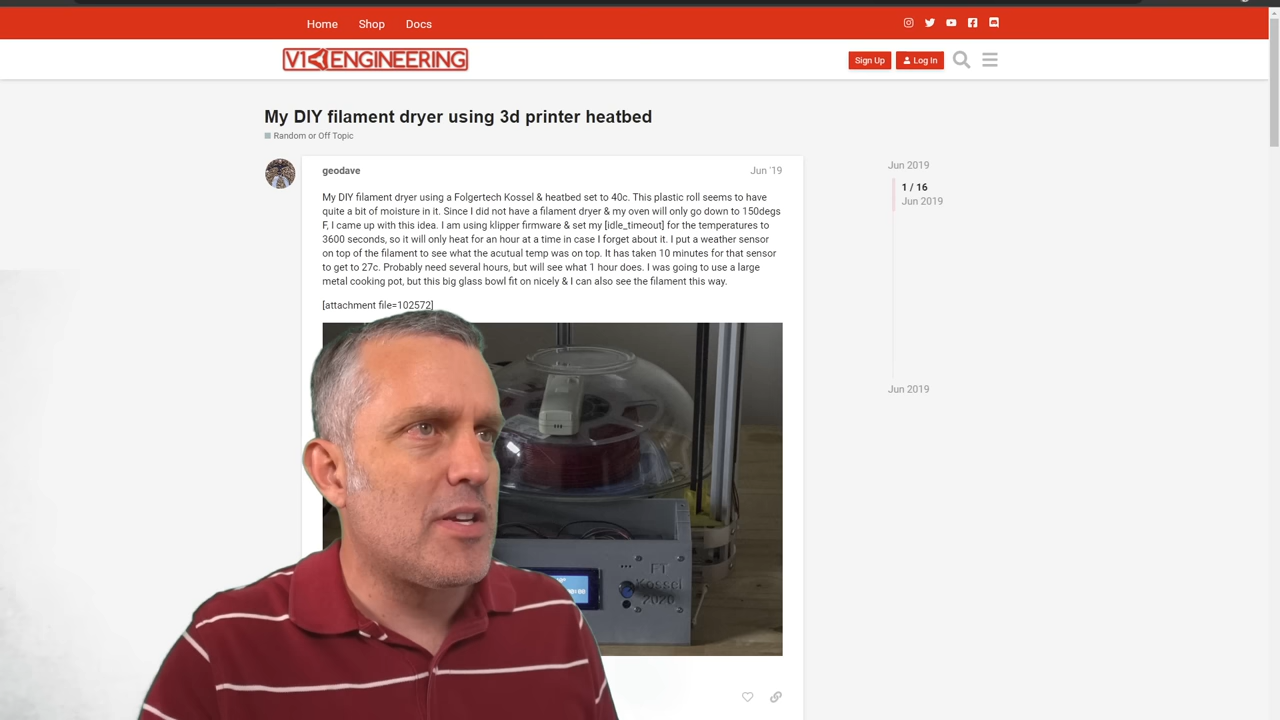 Home Shop Docs
V1 ENGINEERING
Sign Up Log In
My DIY filament dryer using 3d printer heatbed
Random or Off Topic
geodave Jun '19
My DIY filament dryer using a Folgertech Kossel & heatbed set to 40c. This plastic roll seems to have
quite a bit of moisture in it. Since I did not have a filament dryer & my oven will only go down to 150degs
F, I came up with this idea. I am using klipper firmware & set my [idle_timeout] for the temperatures to
3600 seconds, so it will only heat for an hour at a time in case I forget about it. I put a weather sensor
on top of the filament to see what the acutual temp was on top. It has taken 10 minutes for that sensor
to get to 27c. Probably need several hours, but will see what 1 hour does. I was going to use a large
metal cooking pot, but this big glass bowl fit on nicely & I can also see the filament this way.
[attachment file=102572]
FT
Kossel
2020
Jun 2019
1 / 16
Jun 2019
Jun 2019